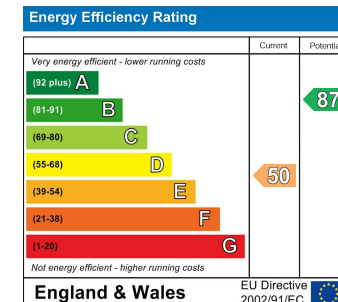 Energy Efficiency Rating
Current Potentia
Very energy efficient - lower running costs
(92 plus) A
(81-91) B
87
(69-80) C
(55-68) D
50
(39-54) E
(21-38) F
(1-20) G
Not energy efficient - higher running costs
England & Wales
EU Directive
2002/91/EC